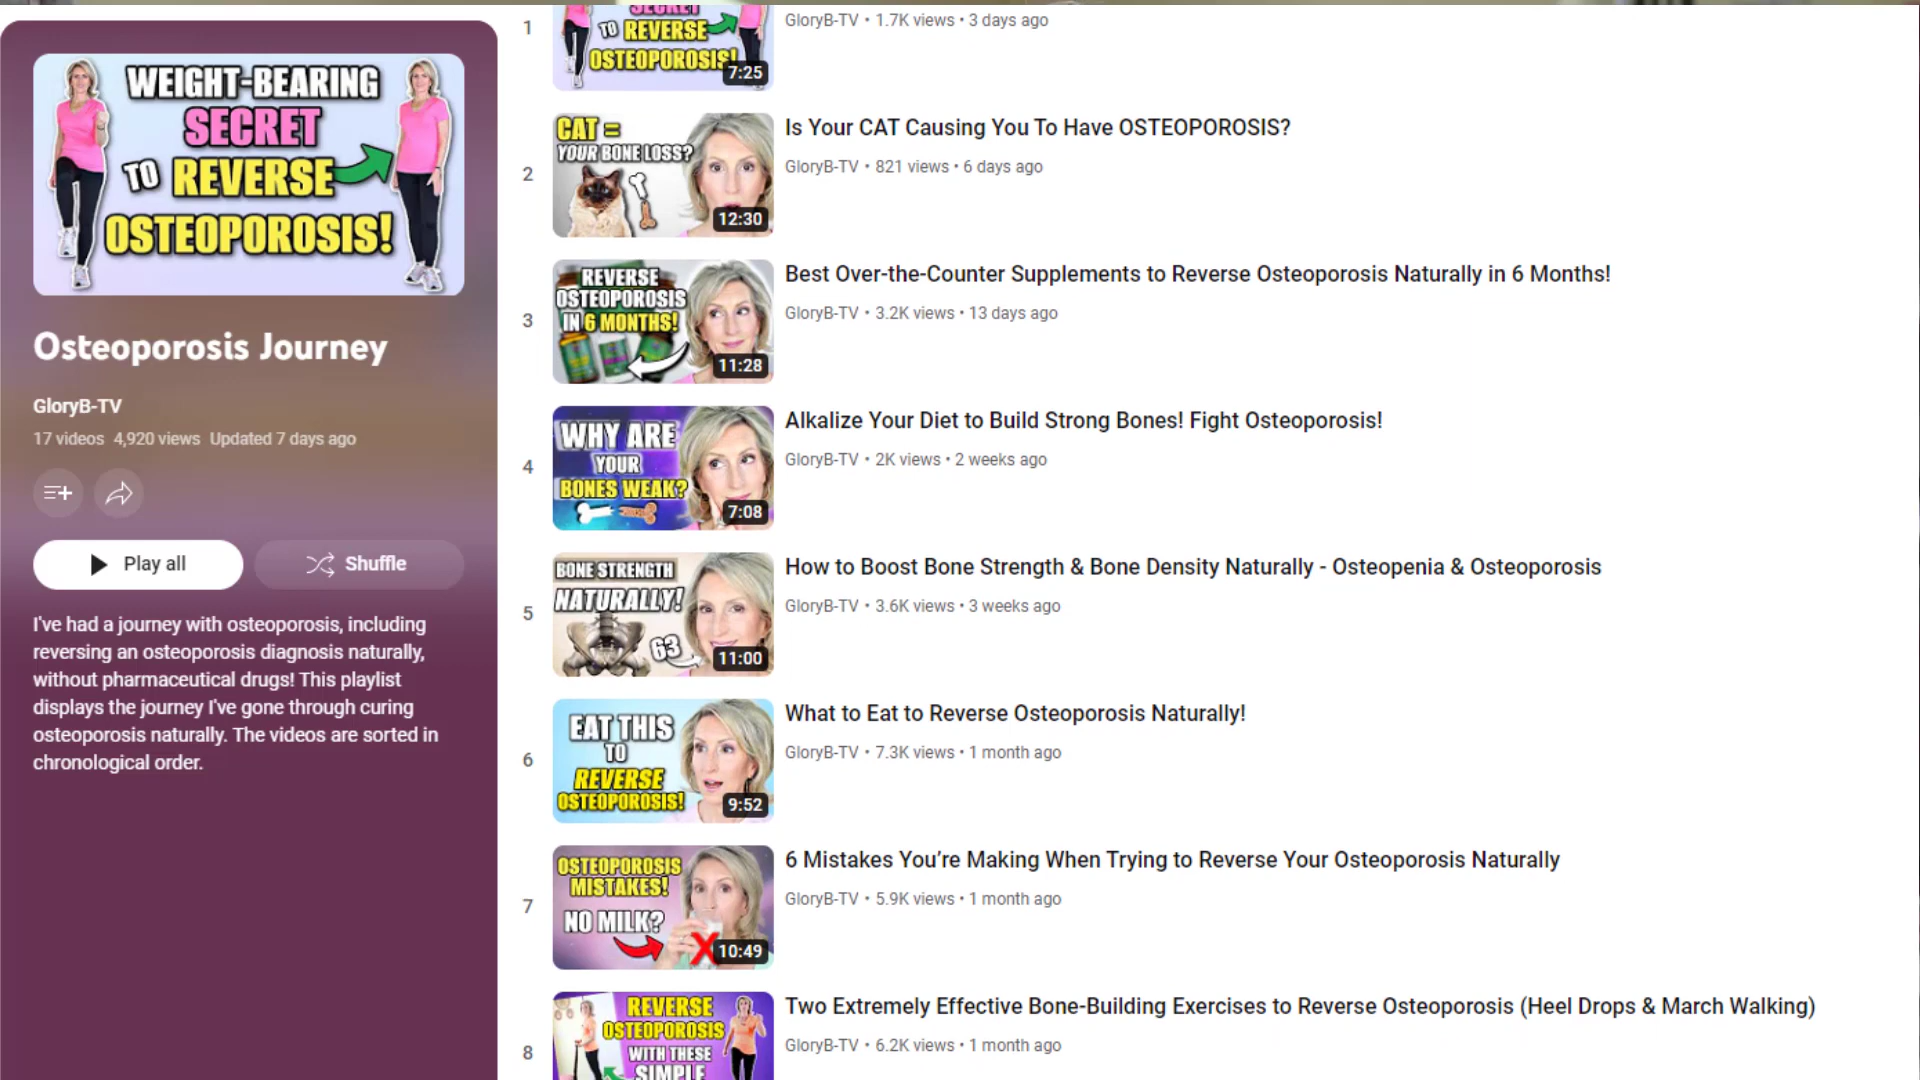 WEIGHT-BEARING
SECRET
TO REVERSE
OSTEOPOROSIS!
Osteoporosis Journey
GloryB-TV
17 videos 4,920 views Updated 7 days ago
Play all
Shuffle
I've had a journey with osteoporosis, including
reversing an osteoporosis diagnosis naturally,
without pharmaceutical drugs! This playlist
displays the journey I've gone through curing
osteoporosis naturally. The videos are sorted in
chronological order.
1
SECRET
TO REVERSE
OSTEOPOROSIS!
7:25
GloryB-TV • 1.7K views • 3 days ago
2
CAT =
YOUR BONE LOSS?
12:30
Is Your CAT Causing You To Have OSTEOPOROSIS?
GloryB-TV • 821 views • 6 days ago
3
REVERSE
OSTEOPOROSIS
IN 6 MONTHS!
11:28
Best Over-the-Counter Supplements to Reverse Osteoporosis Naturally in 6 Months!
GloryB-TV • 3.2K views • 13 days ago
4
WHY ARE
YOUR
BONES WEAK?
7:08
Alkalize Your Diet to Build Strong Bones! Fight Osteoporosis!
GloryB-TV • 2K views • 2 weeks ago
5
BONE STRENGTH
NATURALLY!
63
11:00
How to Boost Bone Strength & Bone Density Naturally - Osteopenia & Osteoporosis
GloryB-TV • 3.6K views • 3 weeks ago
6
EAT THIS
TO
REVERSE
OSTEOPOROSIS!
9:52
What to Eat to Reverse Osteoporosis Naturally!
GloryB-TV • 7.3K views • 1 month ago
7
OSTEOPOROSIS
MISTAKES!
NO MILK?
X
10:49
6 Mistakes You’re Making When Trying to Reverse Your Osteoporosis Naturally
GloryB-TV • 5.9K views • 1 month ago
8
REVERSE
OSTEOPOROSIS
WITH THESE
SIMPLE
Two Extremely Effective Bone-Building Exercises to Reverse Osteoporosis (Heel Drops & March Walking)
GloryB-TV • 6.2K views • 1 month ago